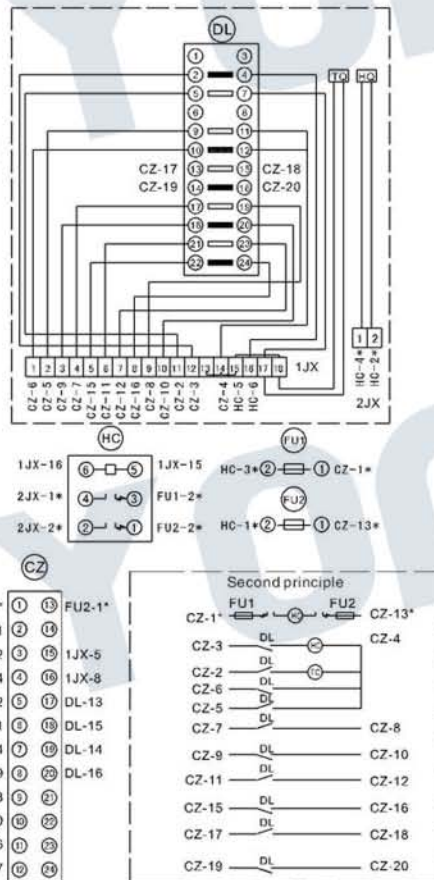 DL
① ③
② ④
TQ HQ
⑤ ⑦
⑥ ⑧
⑨ ⑪
⑩ ⑫
CZ-17 ⑬ ⑮ CZ-18
CZ-19 ⑭ ⑯ CZ-20
⑰ ⑲
⑱ ⑳
㉑ ㉓
㉒ ㉔
1 2
1 2 3 4 5 6 7 8 9 10 11 12 13 14 15 16 17 18 1JX
CZ-6 CZ-5 CZ-9 CZ-7 CZ-15 CZ-11 CZ-12 CZ-16 CZ-8 CZ-10 CZ-2 CZ-3 CZ-4 HC-5 HC-6
HC-4* HC-2*
2JX
HC
1JX-16 ⑥ ⑤ 1JX-15
2JX-1* ④ ③ FU1-2*
2JX-2* ② ① FU2-2*
FU1
HC-3* ② ① CZ-1*
FU2
HC-1* ② ① CZ-13*
CZ
① ⑬ FU2-1*
② ⑭
③ ⑮ 1JX-5
④ ⑯ 1JX-8
⑤ ⑰ DL-13
⑥ ⑱ DL-15
⑦ ⑲ DL-14
⑧ ⑳ DL-16
⑨ ㉑
⑩ ㉒
⑪ ㉓
⑫ ㉔
Second principle
FU1 FU2
CZ-1* HC CZ-13*
CZ-3 DL HC CZ-4
CZ-2 DL TC
CZ-6 DL
CZ-5 DL
CZ-7 DL CZ-8
CZ-9 DL CZ-10
CZ-11 DL CZ-12
CZ-15 DL CZ-16
CZ-17 DL CZ-18
CZ-19 DL CZ-20